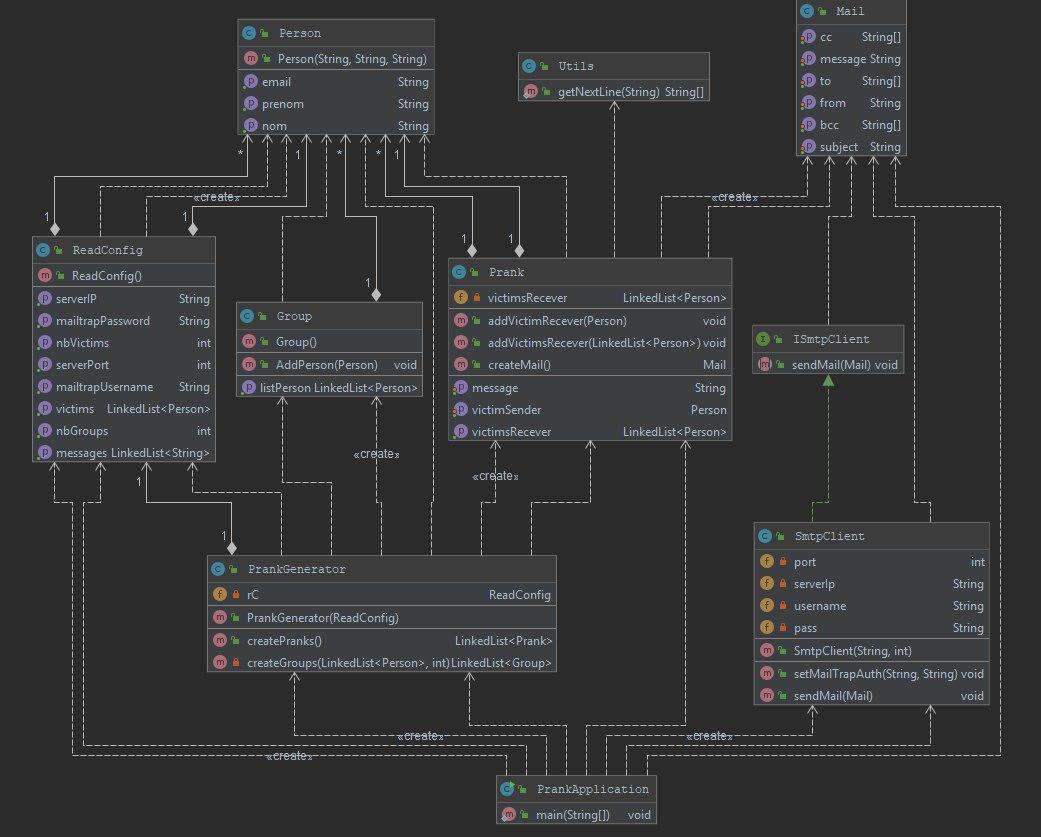 Person
Person(String, String, String)
email String
prenom String
nom String
Utils
getNextLine(String) String[]
Mail
cc String[]
message String
to String[]
from String
bcc String[]
subject String
* 1 * * 1
«create» «create»
1 1 1 1 1
ReadConfig
ReadConfig()
serverIP String
mailtrapPassword String
nbVictims int
serverPort int
mailtrapUsername String
victims LinkedList<Person>
nbGroups int
messages LinkedList<String>
Group
Group()
AddPerson(Person) void
listPerson LinkedList<Person>
Prank
victimsRecever LinkedList<Person>
addVictimRecever(Person) void
addVictimsRecever(LinkedList<Person>) void
createMail() Mail
message String
victimSender Person
victimsRecever LinkedList<Person>
ISmtpClient
sendMail(Mail) void
«create»
«create»
1
1
PrankGenerator
rC ReadConfig
PrankGenerator(ReadConfig)
createPranks() LinkedList<Prank>
createGroups(LinkedList<Person>, int) LinkedList<Group>
SmtpClient
port int
serverIp String
username String
pass String
SmtpClient(String, int)
setMailTrapAuth(String, String) void
sendMail(Mail) void
«create» «create»
«create»
PrankApplication
main(String[]) void